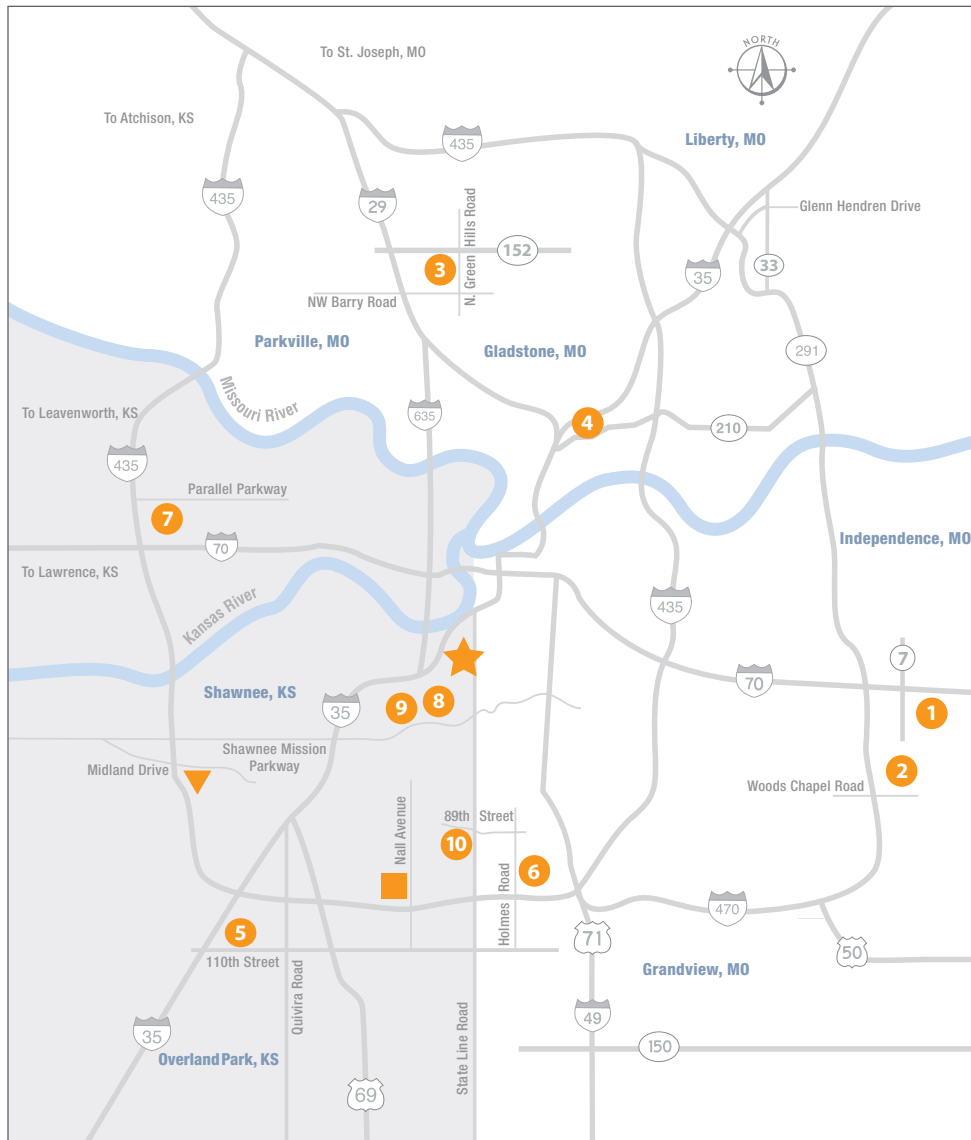 NORTH
To St. Joseph, MO
To Atchison, KS
435
Liberty, MO
435
29
Glenn Hendren Drive
N. Green Hills Road
152
33
35
3
NW Barry Road
Parkville, MO
Gladstone, MO
291
Missouri River
To Leavenworth, KS
635
4
210
435
Parallel Parkway
7
70
Independence, MO
To Lawrence, KS
Kansas River
435
7
70
Shawnee, KS
35
9
8
1
Shawnee Mission
Parkway
Midland Drive
2
Woods Chapel Road
Nall Avenue
89th Street
10
6
Holmes Road
470
5
110th Street
71
50
Grandview, MO
Quivira Road
State Line Road
49
35
150
Overland Park, KS
69